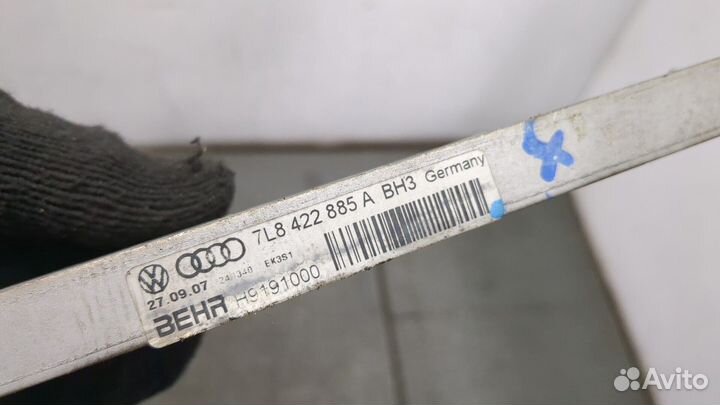 7L8 422 885 A BH3 Germany
27.09.07 EK3S1
BEHR H9191000
Avito